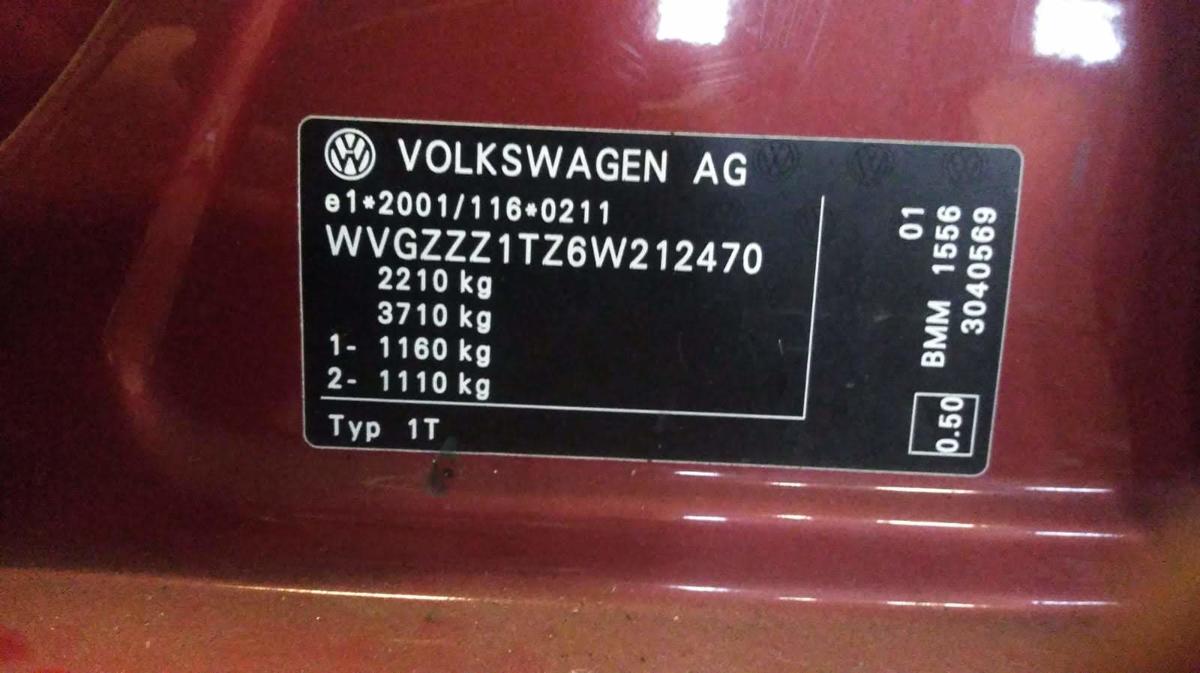 VOLKSWAGEN AG
e1*2001/116*0211
WVGZZZ1TZ6W212470
2210 kg
3710 kg
1- 1160 kg
2- 1110 kg
Typ 1T
01
BMM 1556
3040569
0.50